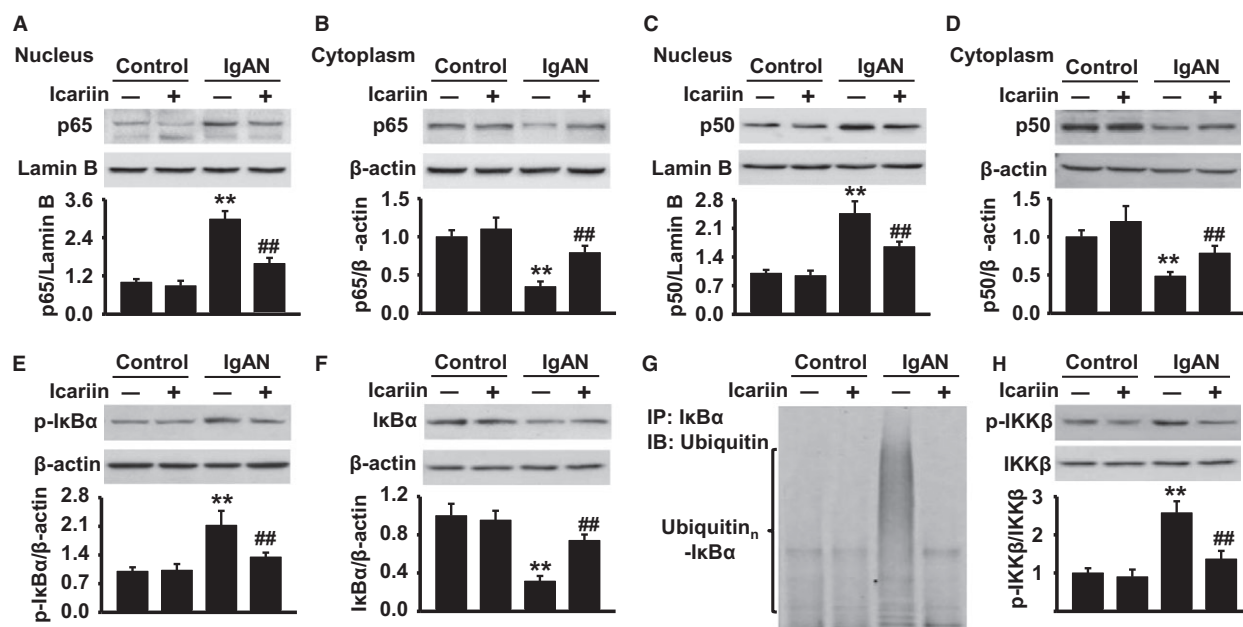 A
Nucleus
Control IgAN
Icariin — + — +
p65
Lamin B
p65/Lamin B
3.6
2.4
1.2
0.0
**
##
B
Cytoplasm
Control IgAN
Icariin — + — +
p65
β-actin
p65/β -actin
1.5
1.0
0.5
0.0
**
##
C
Nucleus
Control IgAN
Icariin — + — +
p50
Lamin B
p50/Lamin B
2.8
2.1
1.4
0.7
0.0
**
##
D
Cytoplasm
Control IgAN
Icariin — + — +
p50
β-actin
p50/β -actin
1.5
1.0
0.5
0.0
**
##
E
Control IgAN
Icariin — + — +
p-IκBα
β-actin
p-IκBα/β-actin
2.8
2.1
1.4
0.7
0.0
**
##
F
Control IgAN
Icariin — + — +
IκBα
β-actin
IκBα/β-actin
1.2
0.8
0.4
0.0
**
##
G
Control IgAN
Icariin — + — +
IP: IκBα
IB: Ubiquitin
Ubiquitinn
-IκBα
H
Control IgAN
— + — +
p-IKKβ
IKKβ
p-IKKβ/IKKβ
3
2
1
**
##